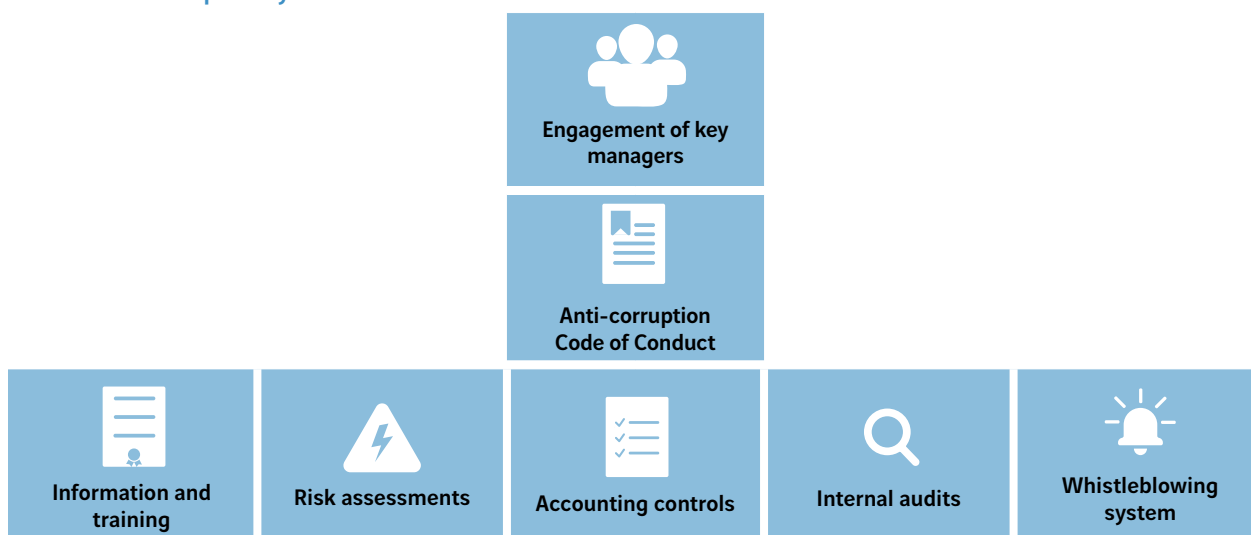 Engagement of key
managers
Anti-corruption
Code of Conduct
Information and
training
Risk assessments
Accounting controls
Internal audits
Whistleblowing
system